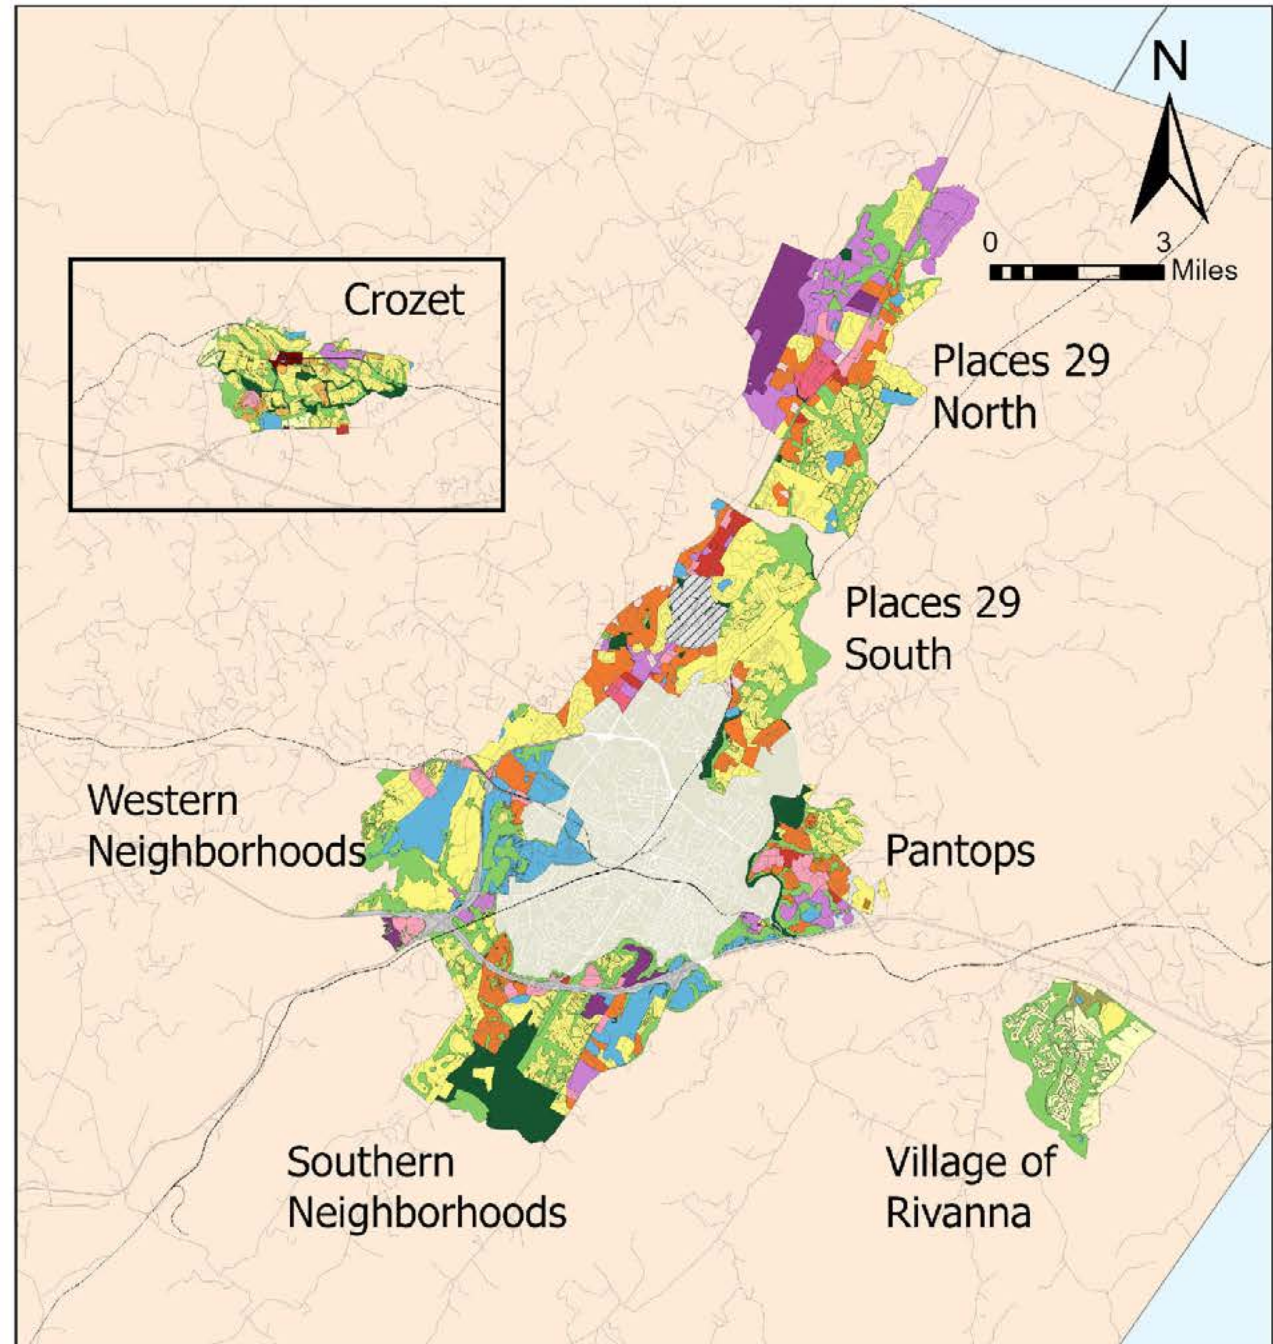 N
0 3
Miles
Crozet
Places 29
North
Places 29
South
Western
Neighborhoods
Pantops
Southern
Neighborhoods
Village of
Rivanna